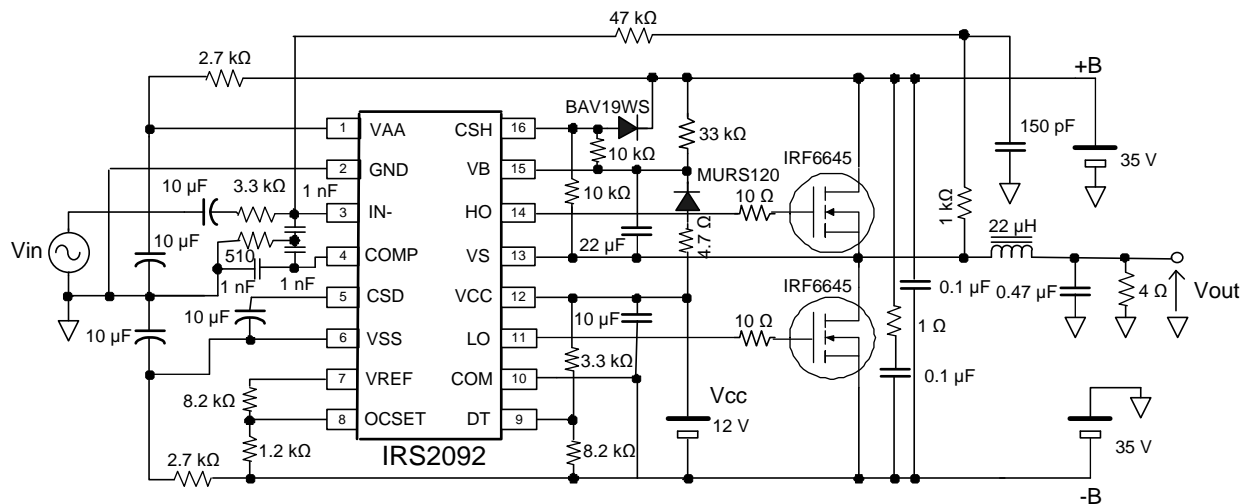 47 kΩ
2.7 kΩ
+B
BAV19WS
1 VAA CSH 16
33 kΩ
150 pF
IRF6645
35 V
10 kΩ
2 GND VB 15
MURS120
10 µF 3.3 kΩ 1 nF
10 kΩ
10 Ω
3 IN- HO 14
1 kΩ
22 µH
Vin
10 µF
510
22 µF
4.7 Ω
4 COMP VS 13
1 nF 1 nF
IRF6645
5 CSD VCC 12
0.1 µF
0.47 µF
4 Ω
Vout
10 µF
10 µF
10 µF
10 Ω
1 Ω
6 VSS LO 11
3.3 kΩ
7 VREF COM 10
0.1 µF
8.2 kΩ
Vcc
8 OCSET DT 9
12 V
1.2 kΩ
IRS2092
8.2 kΩ
35 V
2.7 kΩ
-B